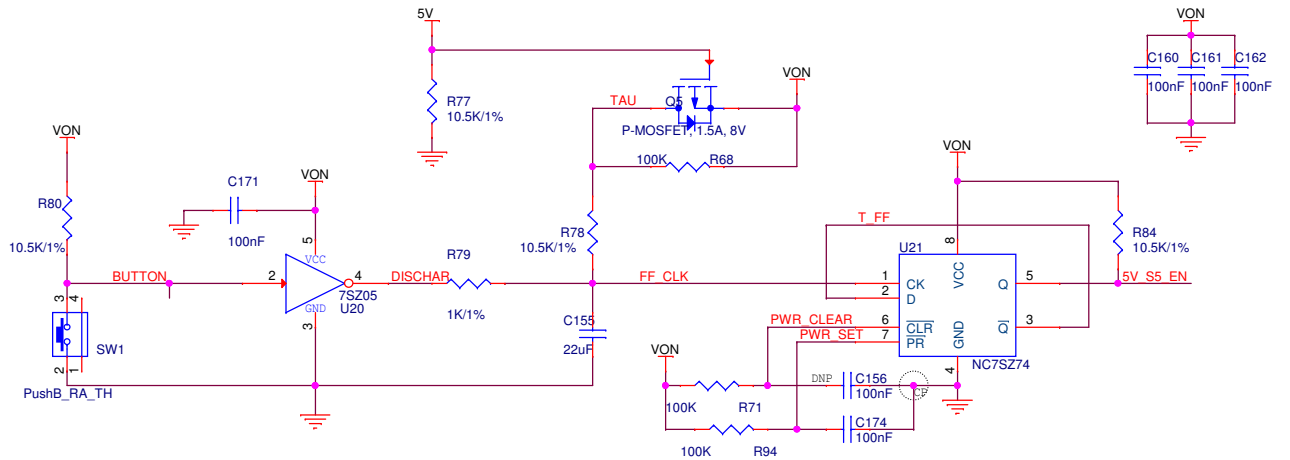 5V
VON
C160
C161
C162
100nF
100nF
100nF
R77
10.5K/1%
TAU
Q5
VON
P-MOSFET, 1.5A, 8V
100K
R68
VON
C171
VON
VON
R80
10.5K/1%
100nF
5
VCC
R78
10.5K/1%
T_FF
R84
10.5K/1%
U21
8
BUTTON
2
4
DISCHAR
R79
FF_CLK
1
CK
VCC
Q
5
5V_S5_EN
7SZ05
U20
GND
1K/1%
2
D
3 4
3
C155
22uF
PWR_CLEAR
6
CLR
GND
Q
3
PWR_SET
7
PR
SW1
VON
4
NC7SZ74
2 1
PushB_RA_TH
DNP
C156
100nF
CP
100K
R71
C174
100nF
100K
R94